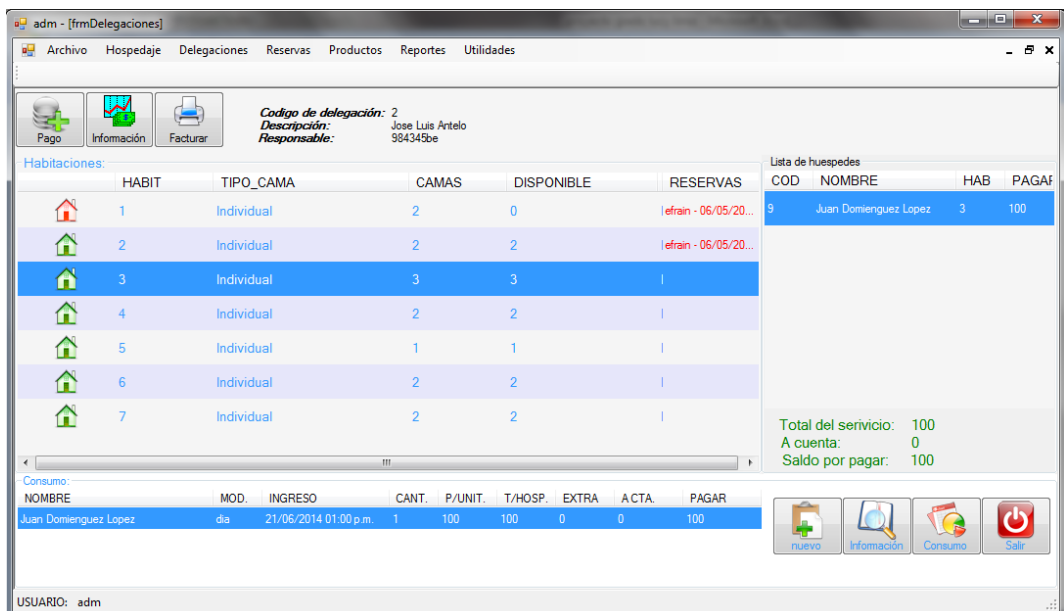 adm - [frmDelegaciones]
Archivo Hospedaje Delegaciones Reservas Productos Reportes Utilidades
Pago Información Facturar
Codigo de delegación: 2
Descripción: Jose Luis Antelo
Responsable: 984345be
Habitaciones:
HABIT TIPO_CAMA CAMAS DISPONIBLE RESERVAS
1 Individual 2 0 | efrain - 06/05/20...
2 Individual 2 2 | efrain - 06/05/20...
3 Individual 3 3 |
4 Individual 2 2 |
5 Individual 1 1 |
6 Individual 2 2 |
7 Individual 2 2 |
Lista de huespedes
COD NOMBRE HAB PAGAR
9 Juan Domienguez Lopez 3 100
Total del serivicio: 100
A cuenta: 0
Saldo por pagar: 100
Consumo:
NOMBRE MOD. INGRESO CANT. P/UNIT. T/HOSP. EXTRA A CTA. PAGAR
Juan Domienguez Lopez dia 21/06/2014 01:00 p.m. 1 100 100 0 0 100
nuevo Información Consumo Salir
USUARIO: adm